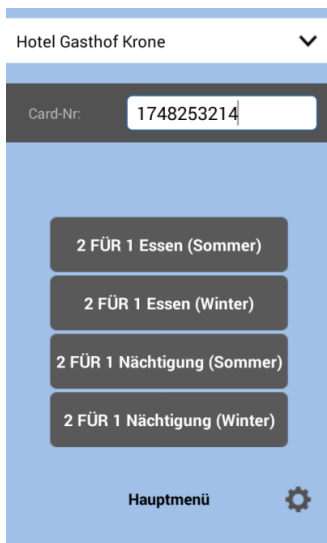 Hotel Gasthof Krone
Card-Nr: 1748253214
2 FÜR 1 Essen (Sommer)
2 FÜR 1 Essen (Winter)
2 FÜR 1 Nächtigung (Sommer)
2 FÜR 1 Nächtigung (Winter)
Hauptmenü